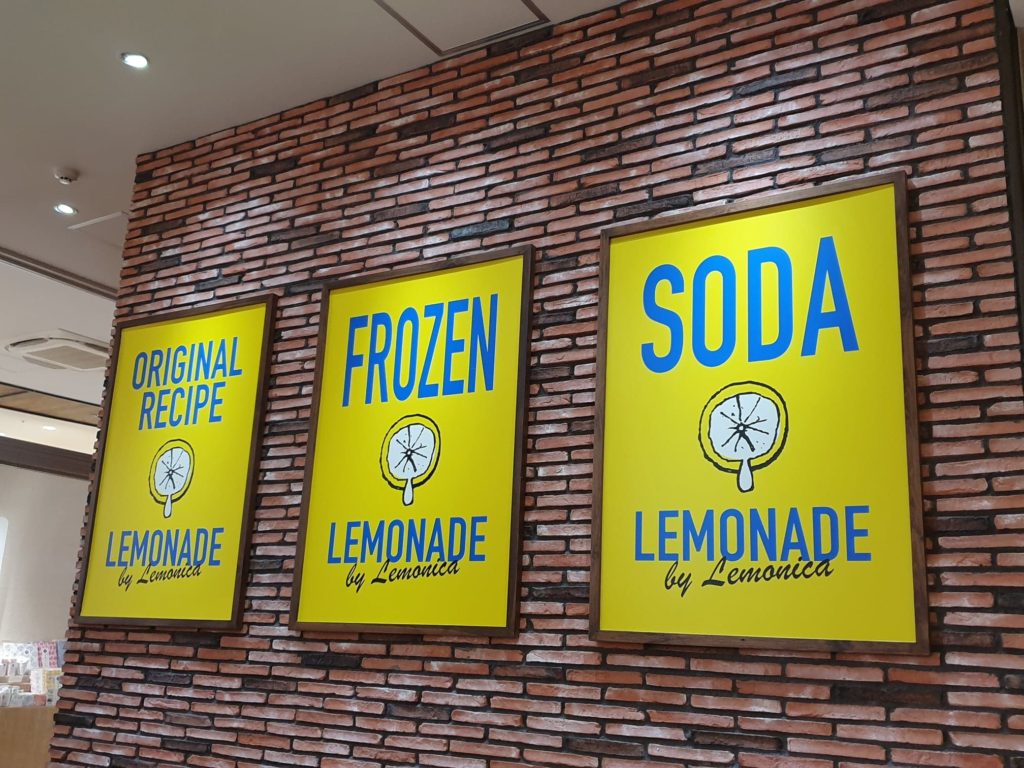 ORIGINAL
RECIPE
LEMONADE
by Lemonica
FROZEN
LEMONADE
by Lemonica
SODA
LEMONADE
by Lemonica